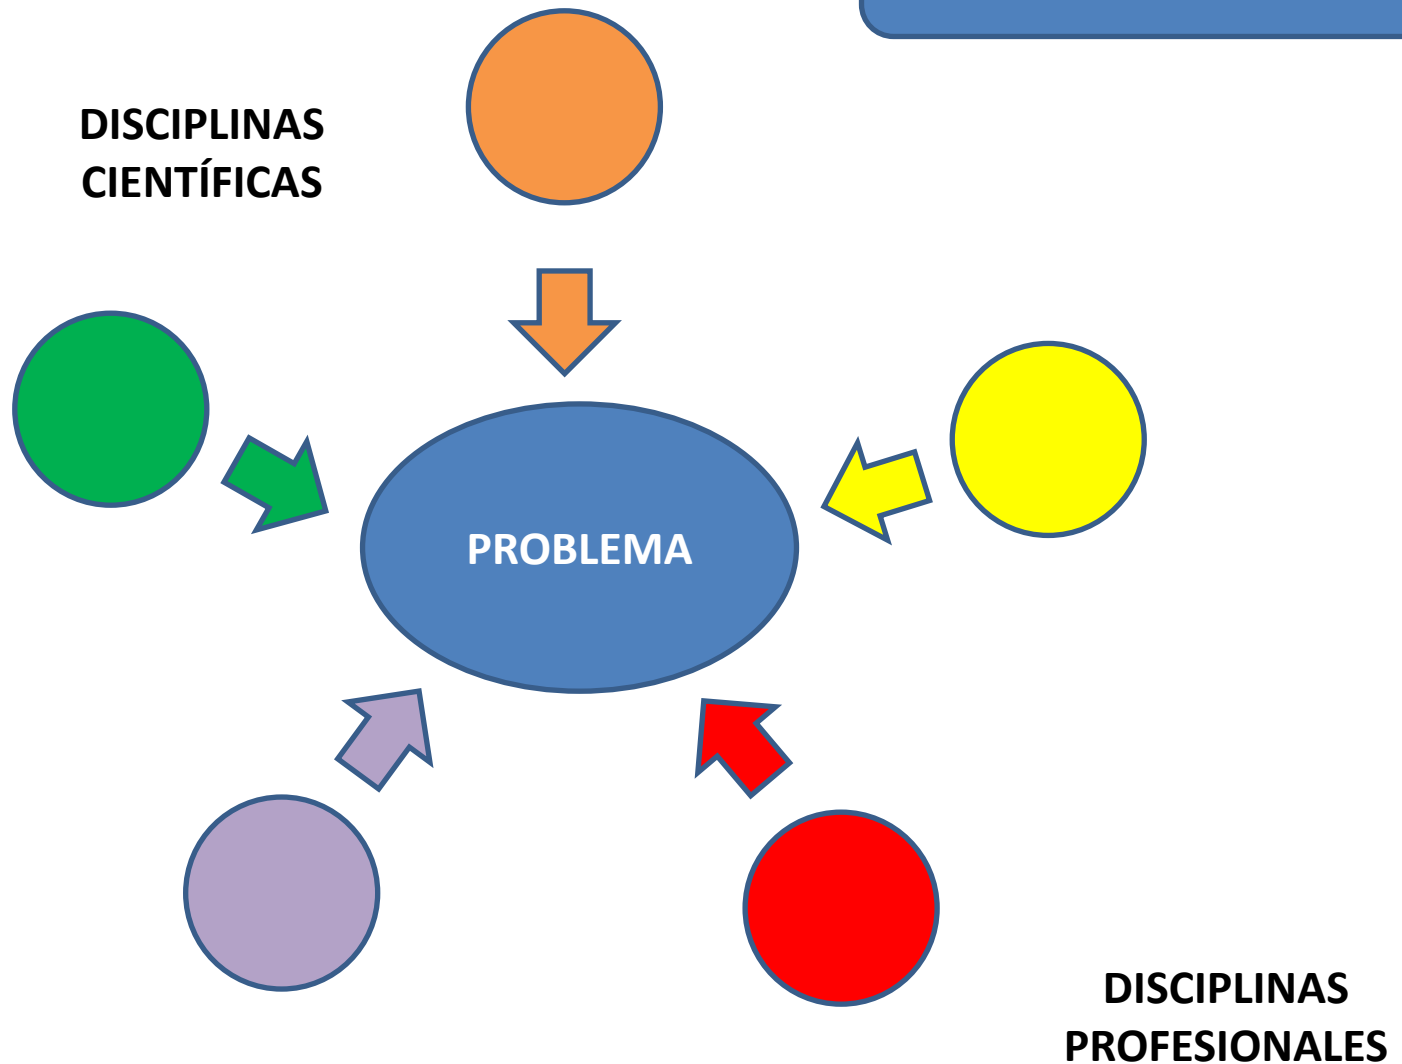 DISCIPLINAS
CIENTÍFICAS
PROBLEMA
DISCIPLINAS
PROFESIONALES